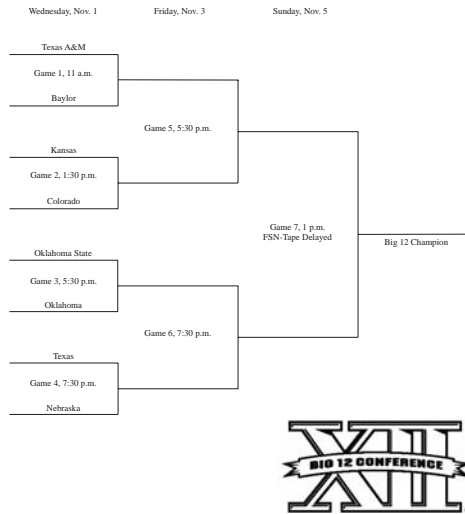 Wednesday, Nov. 1
Friday, Nov. 3
Sunday, Nov. 5
Texas A&M
Game 1, 11 a.m.
Baylor
Game 5, 5:30 p.m.
Kansas
Game 2, 1:30 p.m.
Colorado
Game 7, 1 p.m.
FSN-Tape Delayed
Big 12 Champion
Oklahoma State
Game 3, 5:30 p.m.
Oklahoma
Game 6, 7:30 p.m.
Texas
Game 4, 7:30 p.m.
Nebraska
XII
BIG 12 CONFERENCE